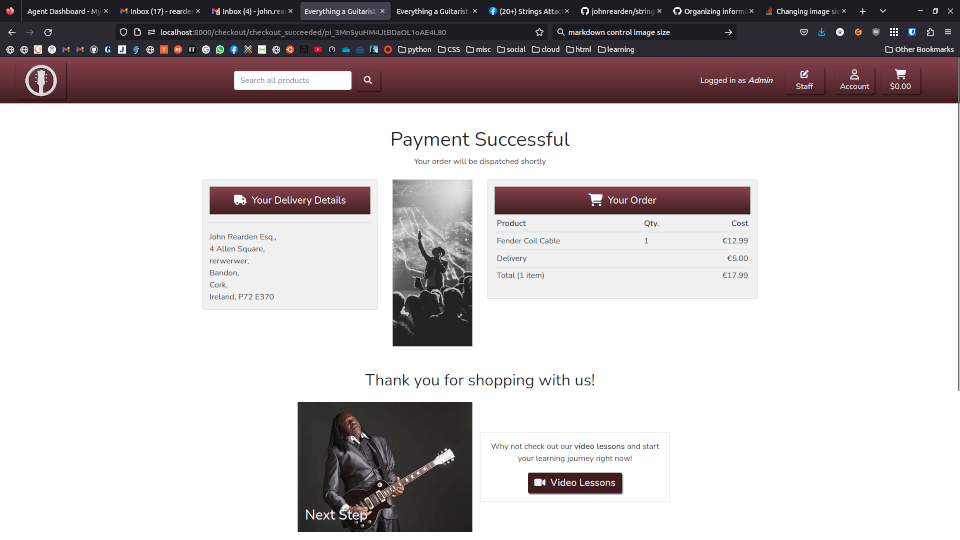 Agent Dashboard - My
Inbox (17) - rearden
Inbox (4) - john.rea
Everything a Guitarist
Everything a Guitarist
(20+) Strings Attach
johnrearden/string
Organizing inform
Changing image siz
localhost:8000/checkout/checkout_succeeded/pi_3MnSyuHM4JtBDaOL1oAE4L80
markdown control image size
python
CSS
misc
social
cloud
html
learning
Other Bookmarks
Search all products
Logged in as Admin
Staff
Account
$0.00
Payment Successful
Your order will be dispatched shortly
Your Delivery Details
John Rearden Esq.,
4 Allen Square,
rerwerwer,
Bandon,
Cork,
Ireland, P72 E370
Your Order
Product Qty. Cost
Fender Coil Cable 1 €12.99
Delivery €5.00
Total (1 item) €17.99
Thank you for shopping with us!
Next Step
Why not check out our video lessons and start
your learning journey right now!
Video Lessons